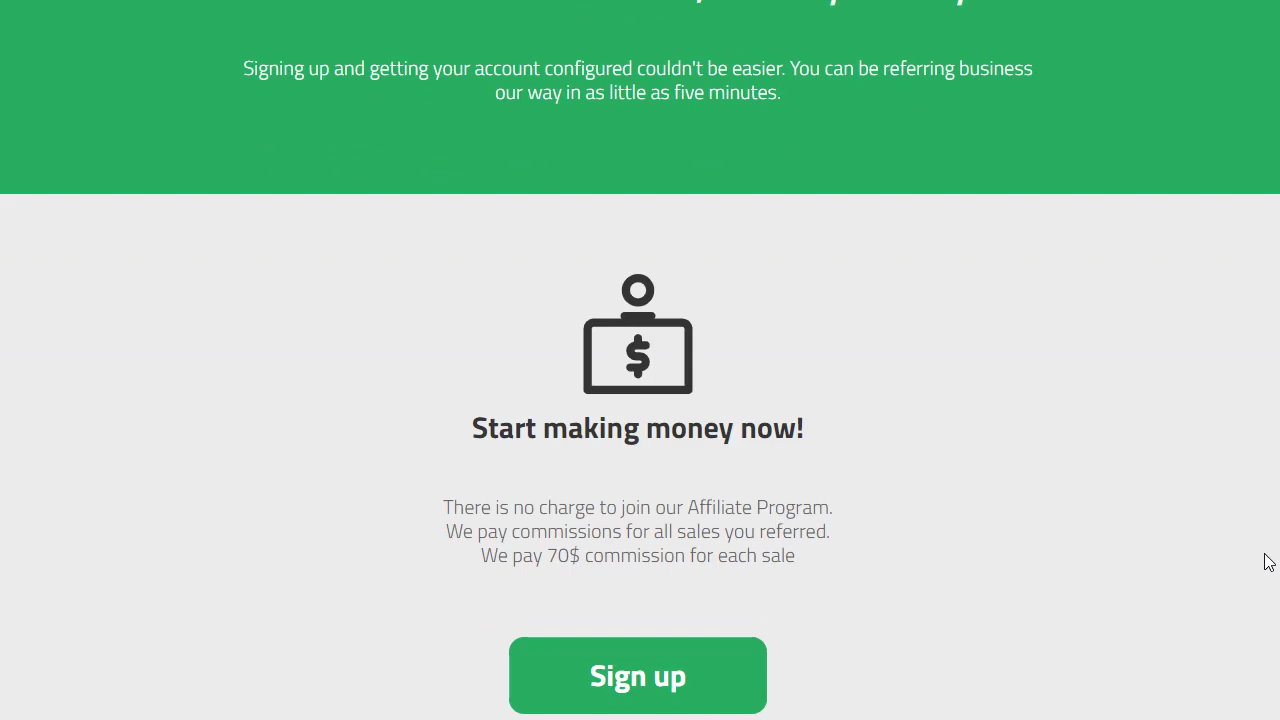 Signing up and getting your account configured couldn't be easier. You can be referring business
our way in as little as five minutes.
$
Start making money now!
There is no charge to join our Affiliate Program.
We pay commissions for all sales you referred.
We pay 70$ commission for each sale
Sign up